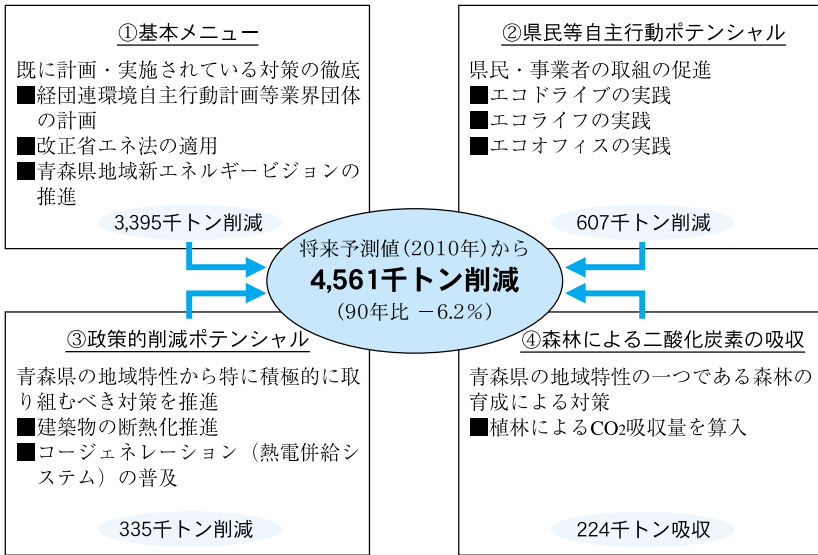 ①基本メニュー
既に計画・実施されている対策の徹底
■経団連環境自主行動計画等業界団体
の計画
■改正省エネ法の適用
■青森県地域新エネルギービジョンの
推進
3,395千トン削減
②県民等自主行動ポテンシャル
県民・事業者の取組の促進
■エコドライブの実践
■エコライフの実践
■エコオフィスの実践
607千トン削減
将来予測値(2010年)から
4,561千トン削減
(90年比 －6.2%)
③政策的削減ポテンシャル
青森県の地域特性から特に積極的に取
り組むべき対策を推進
■建築物の断熱化推進
■コージェネレーション（熱電併給シ
ステム）の普及
335千トン削減
④森林による二酸化炭素の吸収
青森県の地域特性の一つである森林の
育成による対策
■植林によるCO₂吸収量を算入
224千トン吸収